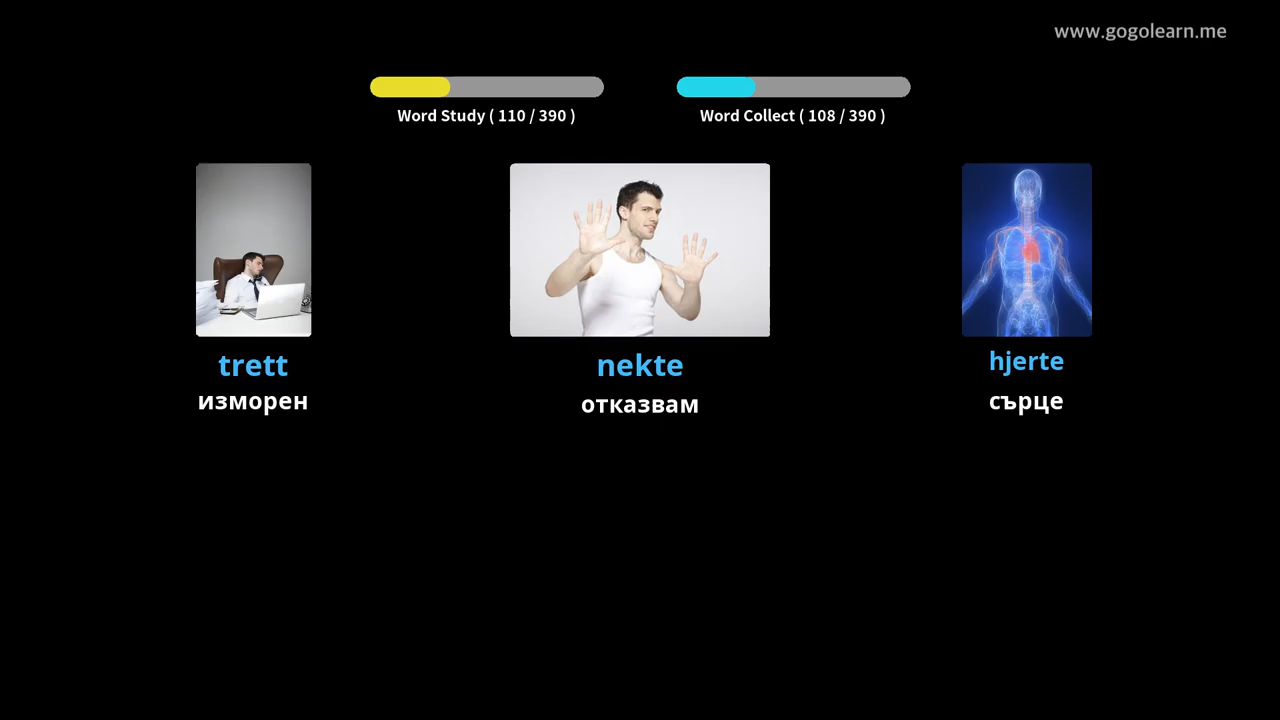 www.gogolearn.me
Word Study ( 110 / 390 )
Word Collect ( 108 / 390 )
trett
nekte
hjerte
изморен
отказвам
сърце